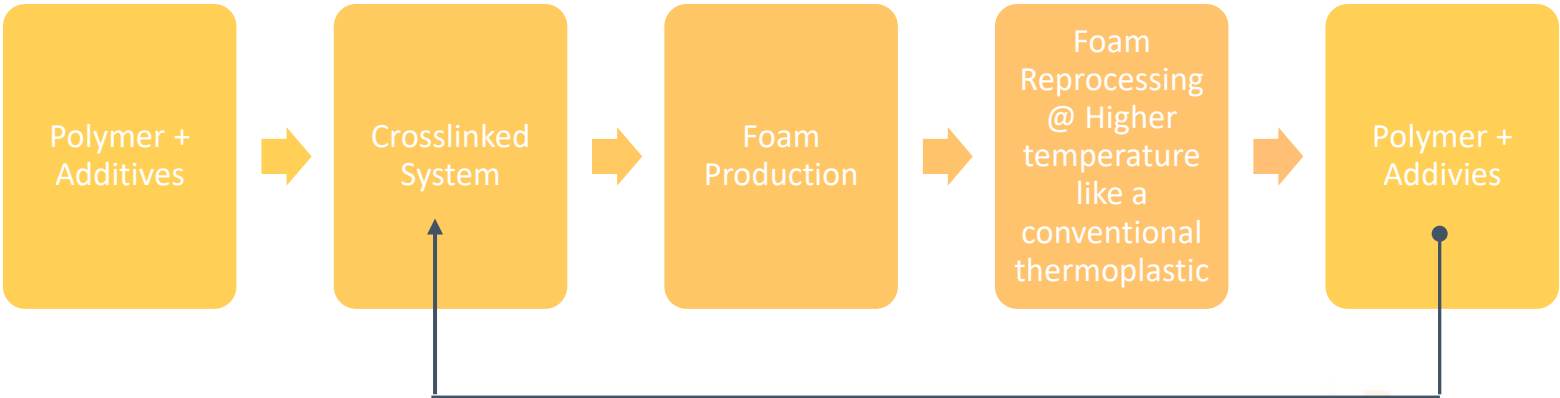 Polymer +
Additives
Crosslinked
System
Foam
Production
Foam
Reprocessing
@ Higher
temperature
like a
conventional
thermoplastic
Polymer +
Addivies